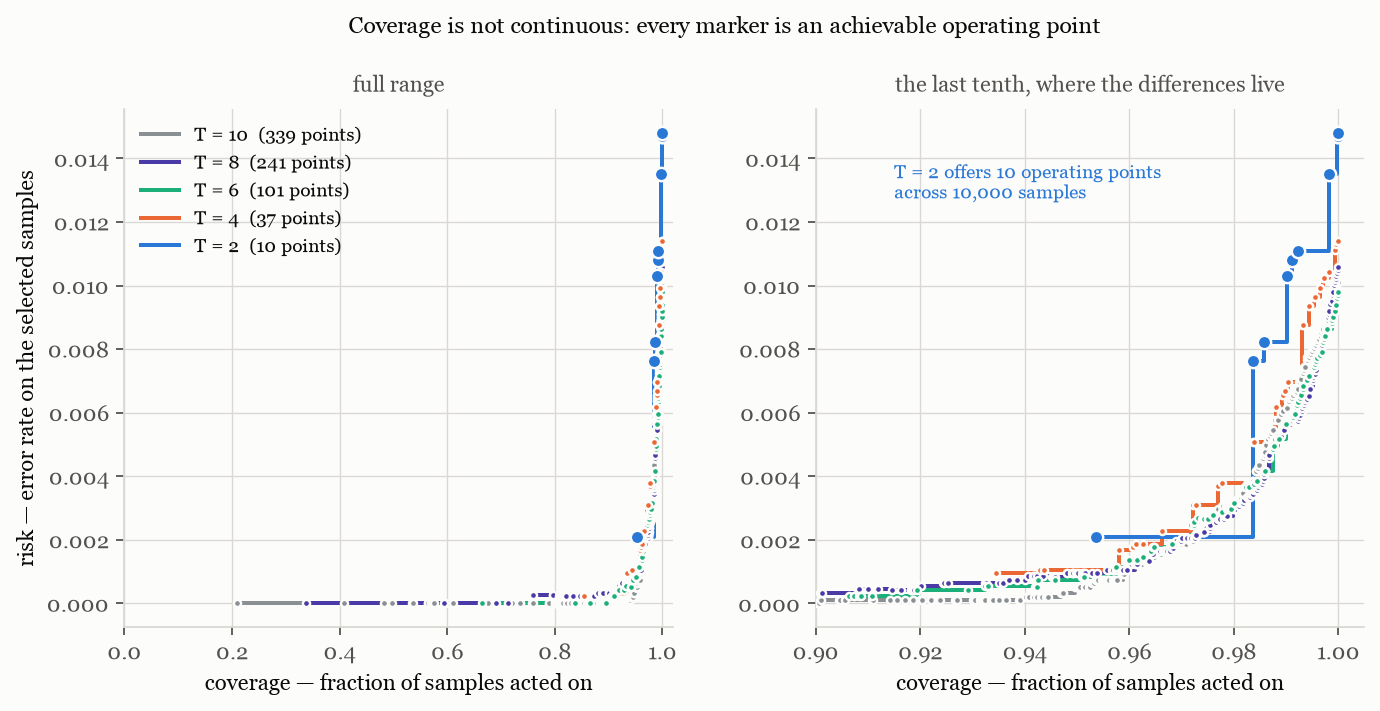 Coverage is not continuous: every marker is an achievable operating point
full range
T = 10 (339 points)
T = 8 (241 points)
T = 6 (101 points)
T = 4 (37 points)
T = 2 (10 points)
0.014
0.012
0.010
0.008
0.006
0.004
0.002
0.000
risk — error rate on the selected samples
0.0 0.2 0.4 0.6 0.8 1.0
coverage — fraction of samples acted on
the last tenth, where the differences live
T = 2 offers 10 operating points
across 10,000 samples
0.014
0.012
0.010
0.008
0.006
0.004
0.002
0.000
0.90 0.92 0.94 0.96 0.98 1.00
coverage — fraction of samples acted on